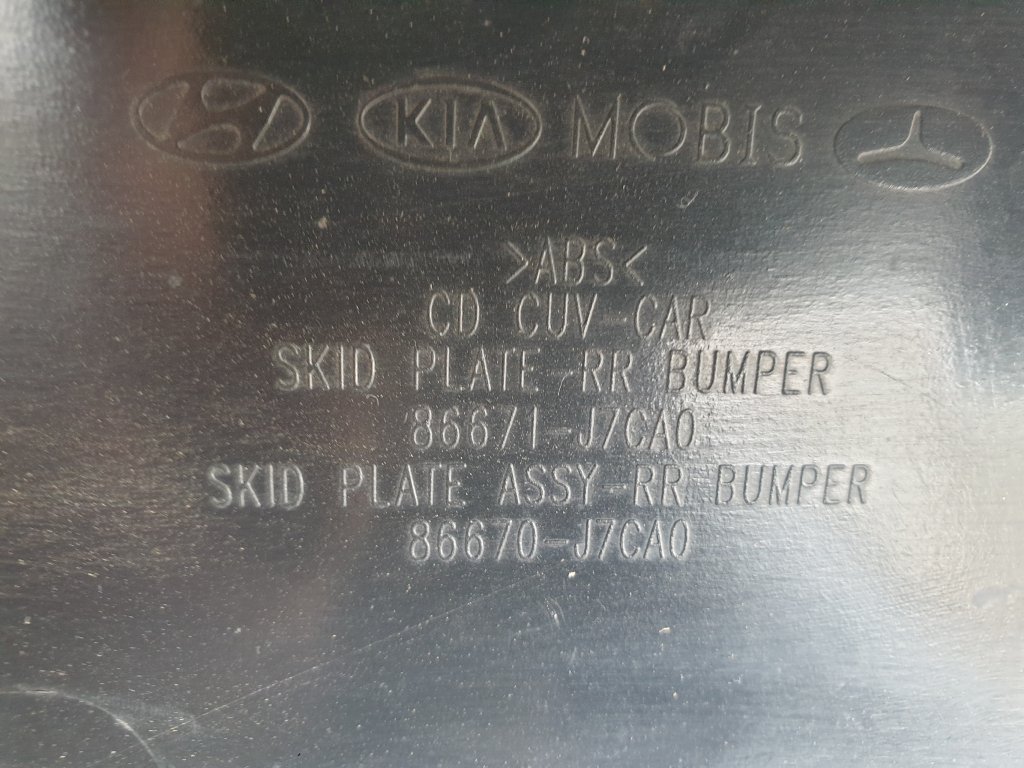 KIA MOBIS
>ABS<
CD CUV-CAR
SKID PLATE-RR BUMPER
86671-J7CA0
SKID PLATE ASSY-RR BUMPER
86670-J7CA0